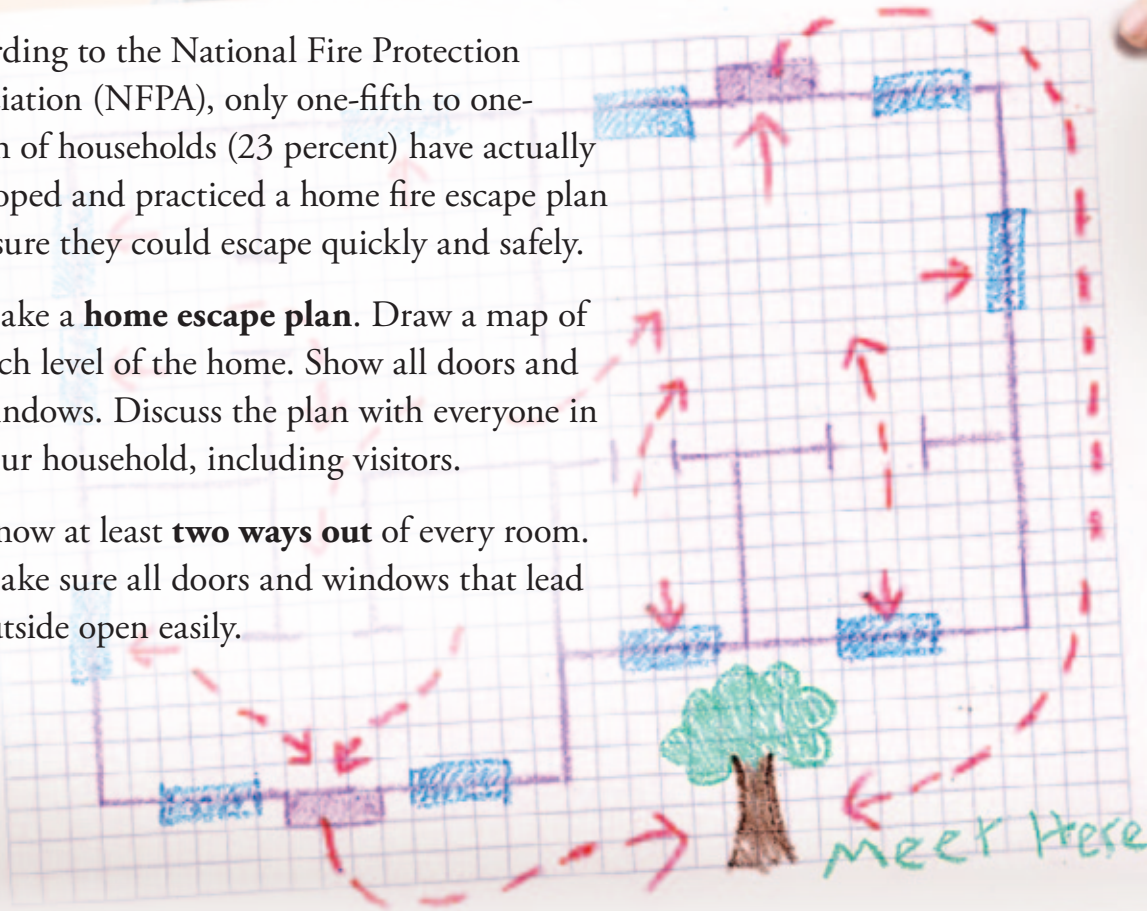 rding to the National Fire Protection
iation (NFPA), only one-fifth to one-
n of households (23 percent) have actually
oped and practiced a home fire escape plan
sure they could escape quickly and safely.
ake a home escape plan. Draw a map of
ch level of the home. Show all doors and
ndows. Discuss the plan with everyone in
ur household, including visitors.
now at least two ways out of every room.
ake sure all doors and windows that lead
utside open easily.
Meet Here